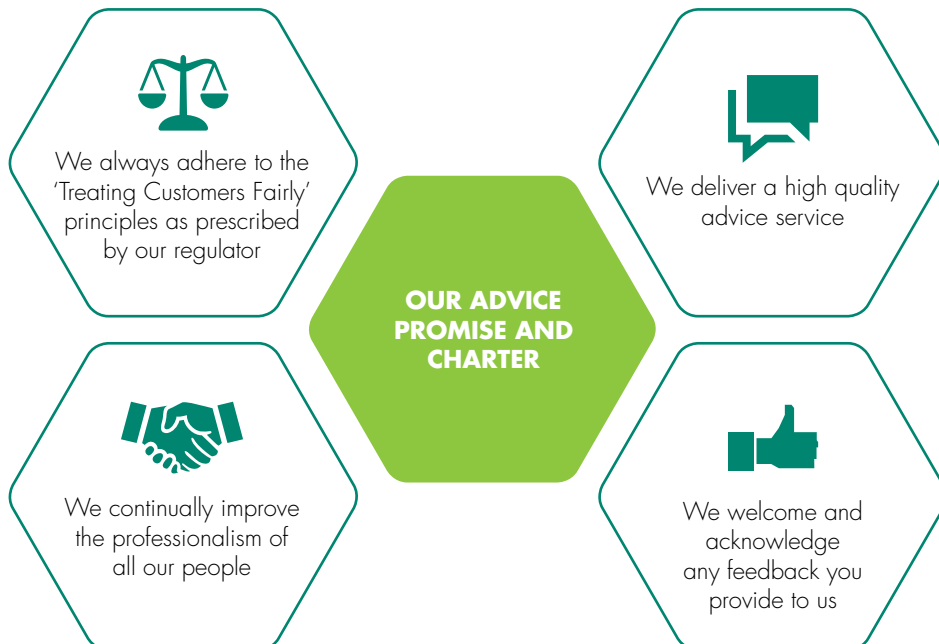 We always adhere to the
‘Treating Customers Fairly’
principles as prescribed
by our regulator
We deliver a high quality
advice service
OUR ADVICE
PROMISE AND
CHARTER
We continually improve
the professionalism of
all our people
We welcome and
acknowledge
any feedback you
provide to us